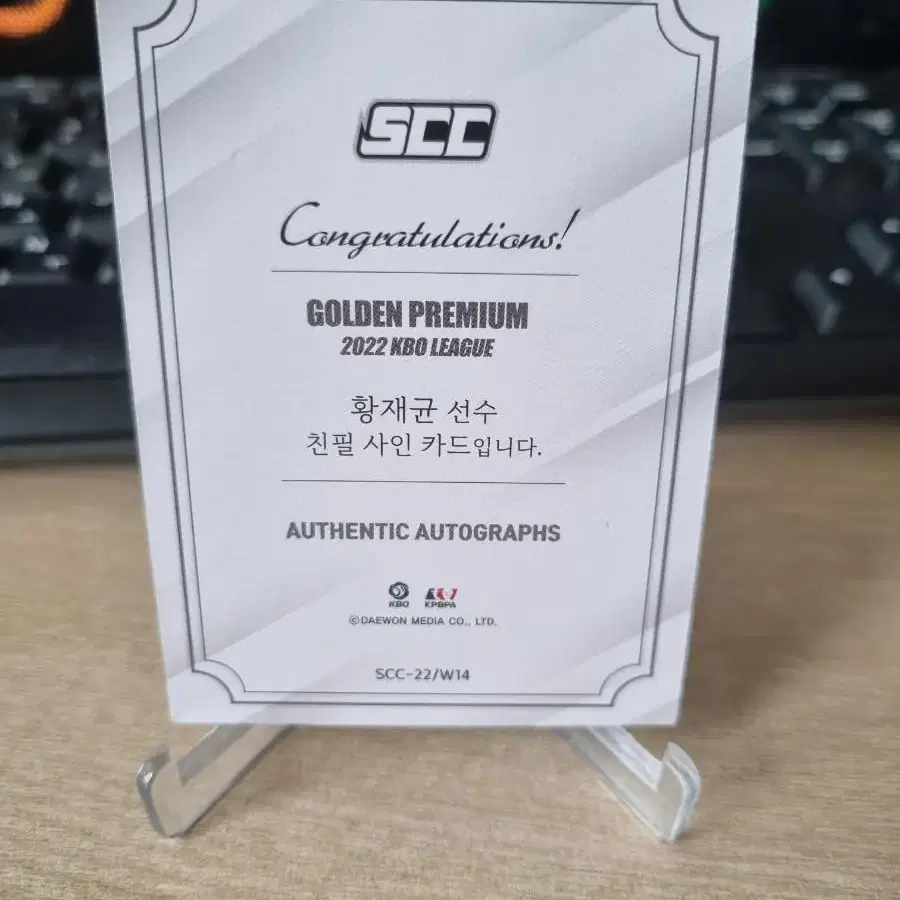 SCC
Congratulations!
GOLDEN PREMIUM
2022 KBO LEAGUE
황재균 선수
친필 사인 카드입니다.
AUTHENTIC AUTOGRAPHS
KBO KPBPA
©DAEWON MEDIA CO., LTD.
SCC-22/W14